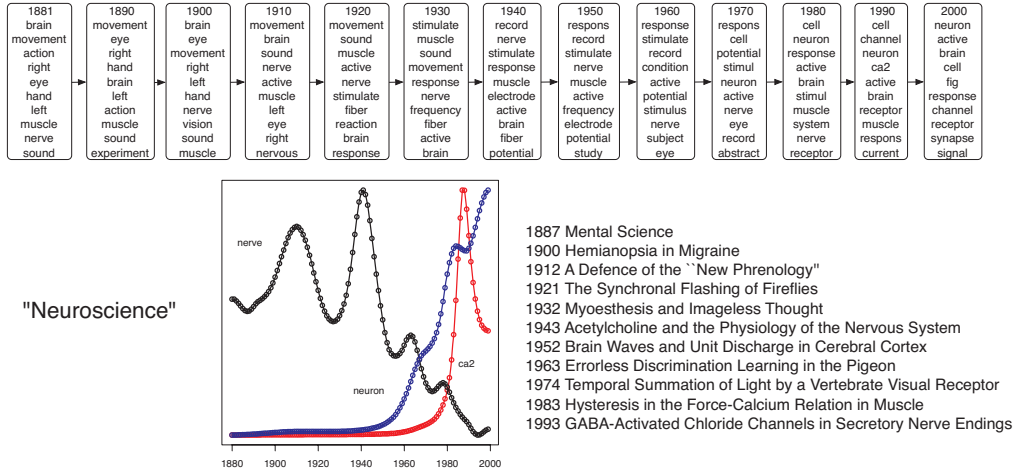 1881
brain
movement
action
right
eye
hand
left
muscle
nerve
sound
1890
movement
eye
right
hand
brain
left
action
muscle
sound
experiment
1900
brain
eye
movement
right
left
hand
nerve
vision
sound
muscle
1910
movement
brain
sound
nerve
active
muscle
left
eye
right
nervous
1920
movement
sound
muscle
active
nerve
stimulate
fiber
reaction
brain
response
1930
stimulate
muscle
sound
movement
response
nerve
frequency
fiber
active
brain
1940
record
nerve
stimulate
response
muscle
electrode
active
brain
fiber
potential
1950
respons
record
stimulate
nerve
muscle
active
frequency
electrode
potential
study
1960
response
stimulate
record
condition
active
potential
stimulus
nerve
subject
eye
1970
respons
cell
potential
stimul
neuron
active
nerve
eye
record
abstract
1980
cell
neuron
response
active
brain
stimul
muscle
system
nerve
receptor
1990
cell
channel
neuron
ca2
active
brain
receptor
muscle
respons
current
2000
neuron
active
brain
cell
fig
response
channel
receptor
synapse
signal
"Neuroscience"
nerve
neuron
ca2
1880 1900 1920 1940 1960 1980 2000
1887 Mental Science
1900 Hemianopsia in Migraine
1912 A Defence of the ``New Phrenology"
1921 The Synchronal Flashing of Fireflies
1932 Myoesthesis and Imageless Thought
1943 Acetylcholine and the Physiology of the Nervous System
1952 Brain Waves and Unit Discharge in Cerebral Cortex
1963 Errorless Discrimination Learning in the Pigeon
1974 Temporal Summation of Light by a Vertebrate Visual Receptor
1983 Hysteresis in the Force-Calcium Relation in Muscle
1993 GABA-Activated Chloride Channels in Secretory Nerve Endings